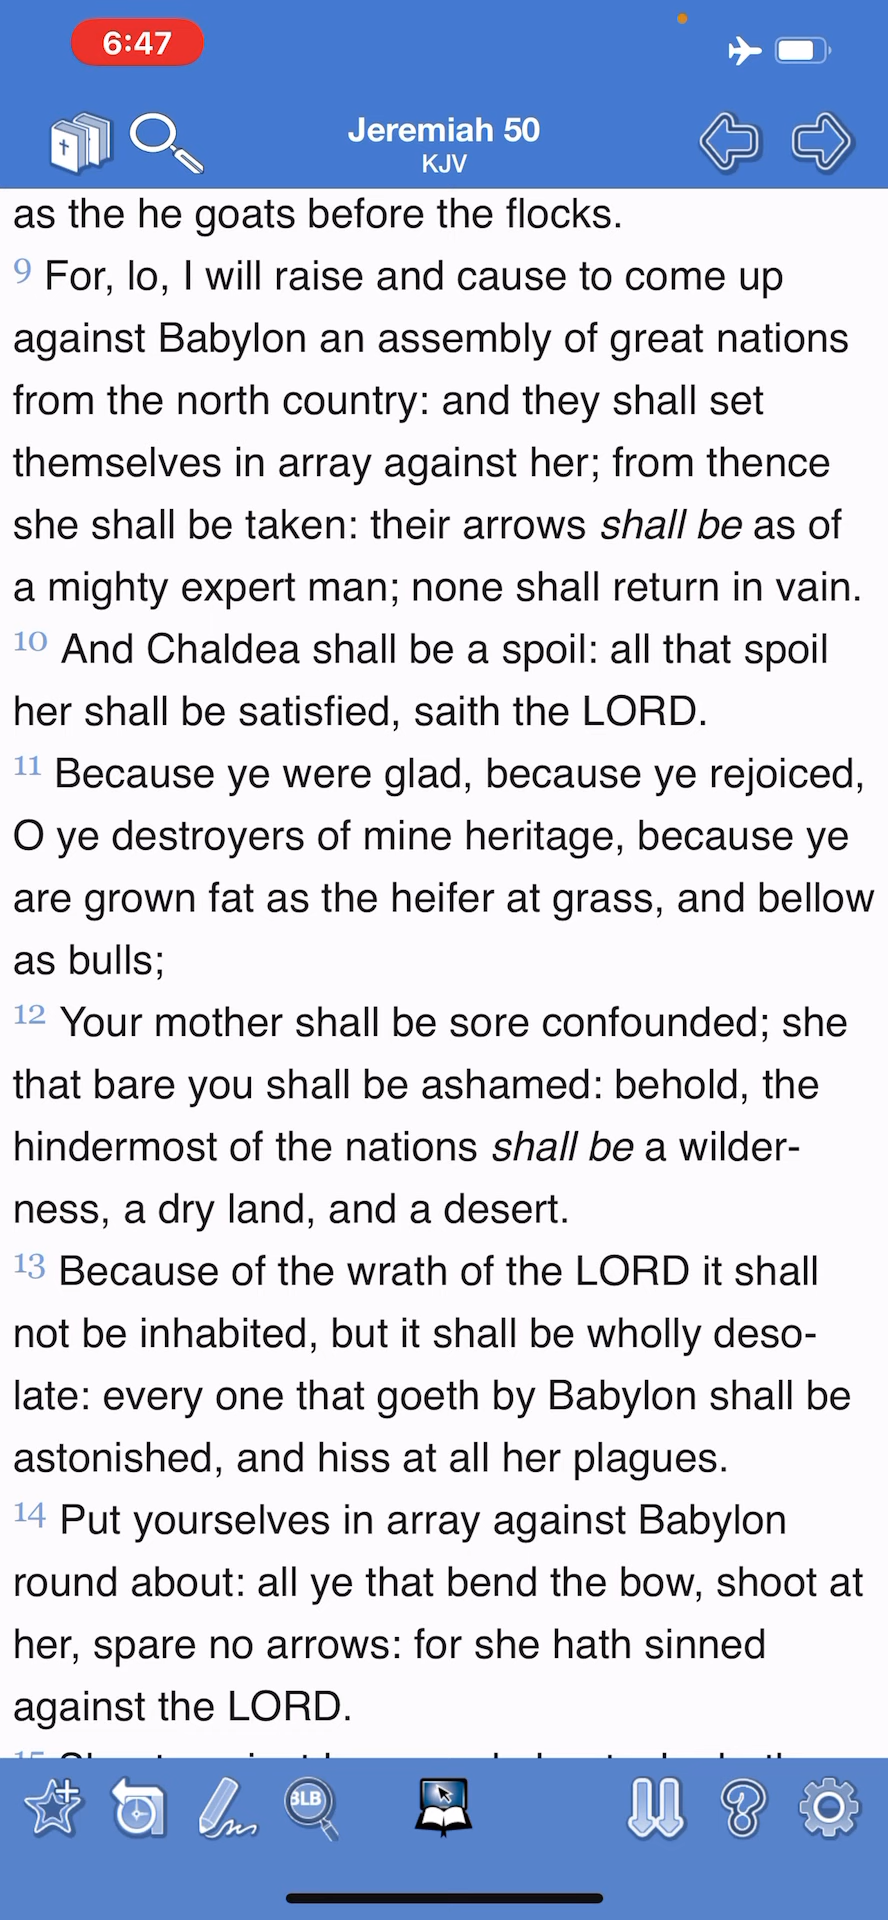 6:47
Jeremiah 50
KJV
as the he goats before the flocks.
9 For, lo, I will raise and cause to come up
against Babylon an assembly of great nations
from the north country: and they shall set
themselves in array against her; from thence
she shall be taken: their arrows shall be as of
a mighty expert man; none shall return in vain.
10 And Chaldea shall be a spoil: all that spoil
her shall be satisfied, saith the LORD.
11 Because ye were glad, because ye rejoiced,
O ye destroyers of mine heritage, because ye
are grown fat as the heifer at grass, and bellow
as bulls;
12 Your mother shall be sore confounded; she
that bare you shall be ashamed: behold, the
hindermost of the nations shall be a wilder-
ness, a dry land, and a desert.
13 Because of the wrath of the LORD it shall
not be inhabited, but it shall be wholly deso-
late: every one that goeth by Babylon shall be
astonished, and hiss at all her plagues.
14 Put yourselves in array against Babylon
round about: all ye that bend the bow, shoot at
her, spare no arrows: for she hath sinned
against the LORD.
BLB